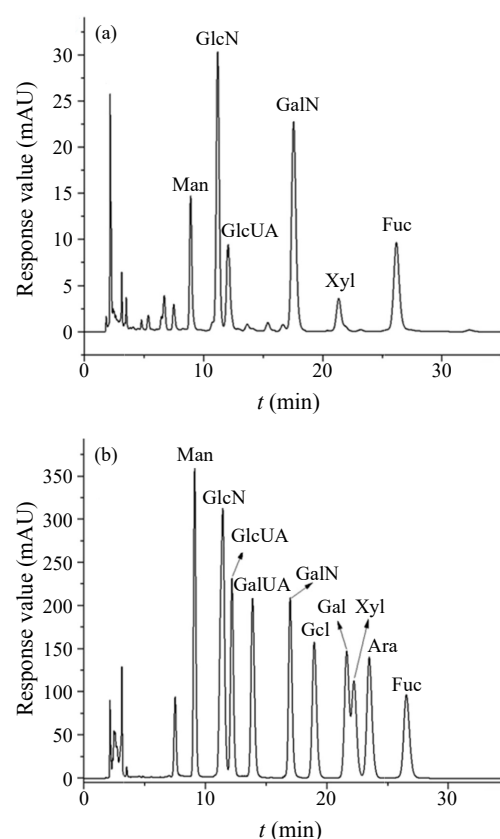 (a)
GlcN
30
25
GalN
20
15
Man
GlcUA
Fuc
10
Xyl
5
0
0 10 20 30
Response value (mAU)
t (min)
(b)
Man
350
GlcN
300
GlcUA
250
GalUA
GalN
200
Gal Xyl
Gcl
Ara
150
Fuc
100
50
0
0 10 20 30
Response value (mAU)
t (min)